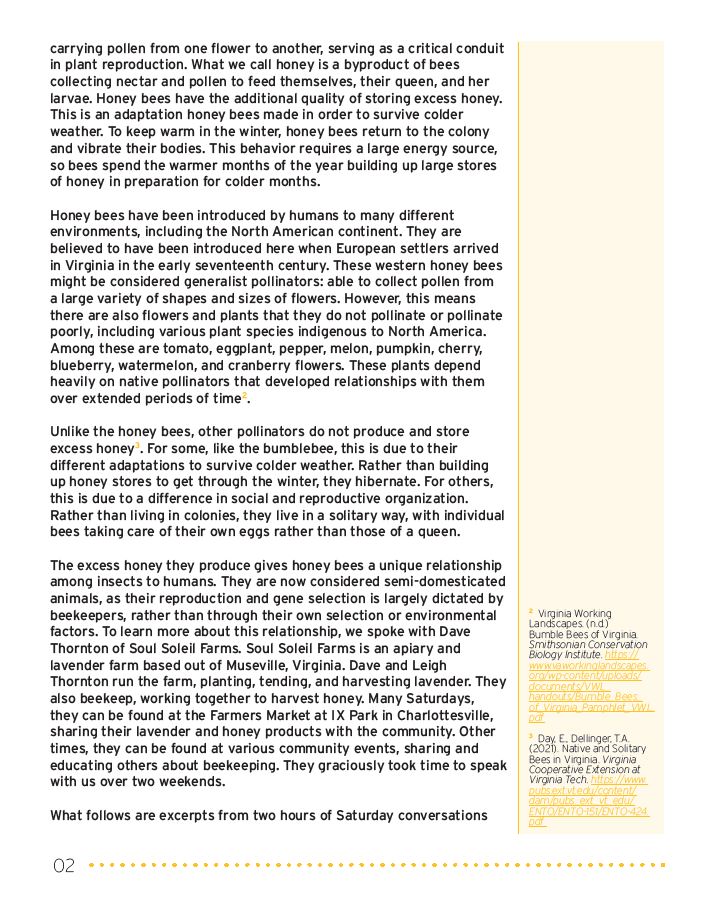 carrying pollen from one flower to another, serving as a critical conduit
in plant reproduction. What we call honey is a byproduct of bees
collecting nectar and pollen to feed themselves, their queen, and her
larvae. Honey bees have the additional quality of storing excess honey.
This is an adaptation honey bees made in order to survive colder
weather. To keep warm in the winter, honey bees return to the colony
and vibrate their bodies. This behavior requires a large energy source,
so bees spend the warmer months of the year building up large stores
of honey in preparation for colder months.

Honey bees have been introduced by humans to many different
environments, including the North American continent. They are
believed to have been introduced here when European settlers arrived
in Virginia in the early seventeenth century. These western honey bees
might be considered generalist pollinators: able to collect pollen from
a large variety of shapes and sizes of flowers. However, this means
there are also flowers and plants that they do not pollinate or pollinate
poorly, including various plant species indigenous to North America.
Among these are tomato, eggplant, pepper, melon, pumpkin, cherry,
blueberry, watermelon, and cranberry flowers. These plants depend
heavily on native pollinators that developed relationships with them
over extended periods of time².

Unlike the honey bees, other pollinators do not produce and store
excess honey³. For some, like the bumblebee, this is due to their
different adaptations to survive colder weather. Rather than building
up honey stores to get through the winter, they hibernate. For others,
this is due to a difference in social and reproductive organization.
Rather than living in colonies, they live in a solitary way, with individual
bees taking care of their own eggs rather than those of a queen.

The excess honey they produce gives honey bees a unique relationship
among insects to humans. They are now considered semi-domesticated
animals, as their reproduction and gene selection is largely dictated by
beekeepers, rather than through their own selection or environmental
factors. To learn more about this relationship, we spoke with Dave
Thornton of Soul Soleil Farms. Soul Soleil Farms is an apiary and
lavender farm based out of Museville, Virginia. Dave and Leigh
Thornton run the farm, planting, tending, and harvesting lavender. They
also beekeep, working together to harvest honey. Many Saturdays,
they can be found at the Farmers Market at IX Park in Charlottesville,
sharing their lavender and honey products with the community. Other
times, they can be found at various community events, sharing and
educating others about beekeeping. They graciously took time to speak
with us over two weekends.

What follows are excerpts from two hours of Saturday conversations

² Virginia Working
Landscapes. (n.d.)
Bumble Bees of Virginia.
Smithsonian Conservation
Biology Institute. https://
www.vaworkinglandscapes.
org/wp-content/uploads/
documents/VWL_
handouts/Bumble_Bees_
of_Virginia_Pamphlet_VWL.
pdf

³ Day, E., Dellinger, T.A.
(2021). Native and Solitary
Bees in Virginia. Virginia
Cooperative Extension at
Virginia Tech. https://www.
pubs.ext.vt.edu/content/
dam/pubs_ext_vt_edu/
ENTO/ENTO-151/ENTO-424.
pdf

02